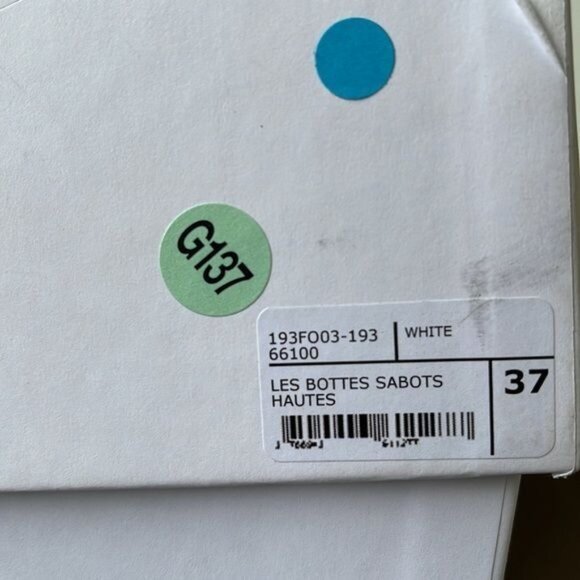 G137
193FO03-193
66100
WHITE
LES BOTTES SABOTS
HAUTES
37